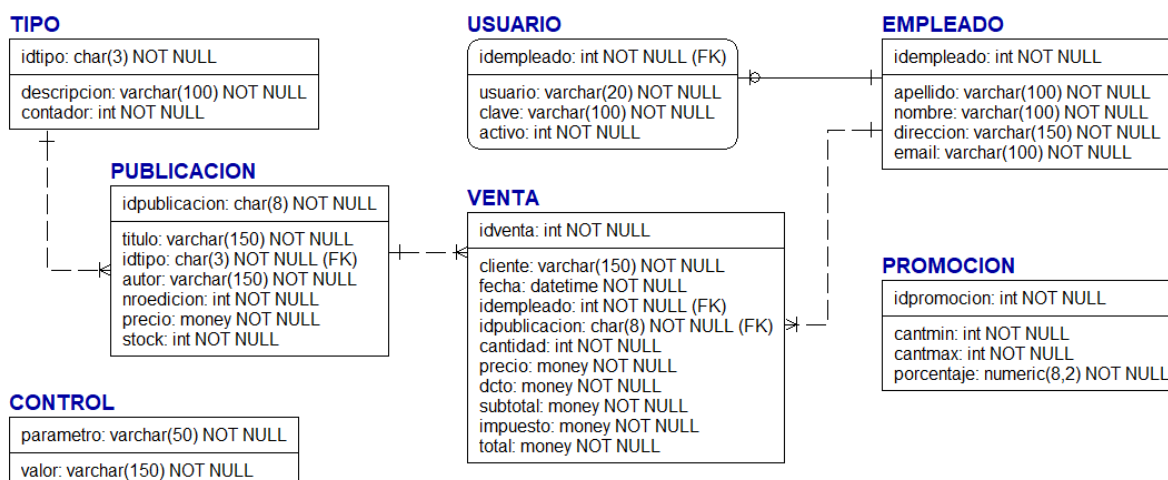 TIPO
idtipo: char(3) NOT NULL
descripcion: varchar(100) NOT NULL
contador: int NOT NULL
PUBLICACION
idpublicacion: char(8) NOT NULL
titulo: varchar(150) NOT NULL
idtipo: char(3) NOT NULL (FK)
autor: varchar(150) NOT NULL
nroedicion: int NOT NULL
precio: money NOT NULL
stock: int NOT NULL
CONTROL
parametro: varchar(50) NOT NULL
valor: varchar(150) NOT NULL
USUARIO
idempleado: int NOT NULL (FK)
usuario: varchar(20) NOT NULL
clave: varchar(100) NOT NULL
activo: int NOT NULL
VENTA
idventa: int NOT NULL
cliente: varchar(150) NOT NULL
fecha: datetime NOT NULL
idempleado: int NOT NULL (FK)
idpublicacion: char(8) NOT NULL (FK)
cantidad: int NOT NULL
precio: money NOT NULL
dcto: money NOT NULL
subtotal: money NOT NULL
impuesto: money NOT NULL
total: money NOT NULL
EMPLEADO
idempleado: int NOT NULL
apellido: varchar(100) NOT NULL
nombre: varchar(100) NOT NULL
direccion: varchar(150) NOT NULL
email: varchar(100) NOT NULL
PROMOCION
idpromocion: int NOT NULL
cantmin: int NOT NULL
cantmax: int NOT NULL
porcentaje: numeric(8,2) NOT NULL